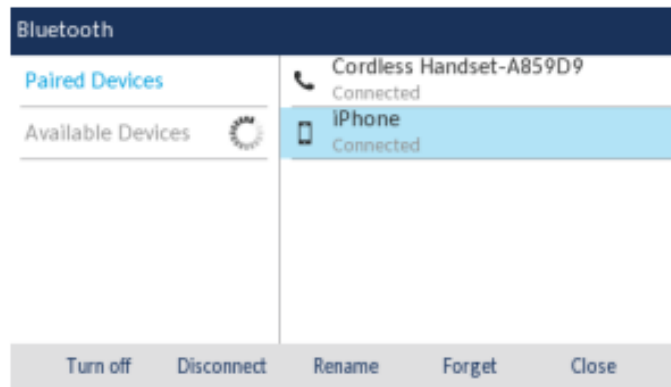 Bluetooth
Paired Devices
Available Devices
Cordless Handset-A859D9
Connected
iPhone
Connected
Turn off Disconnect Rename Forget Close